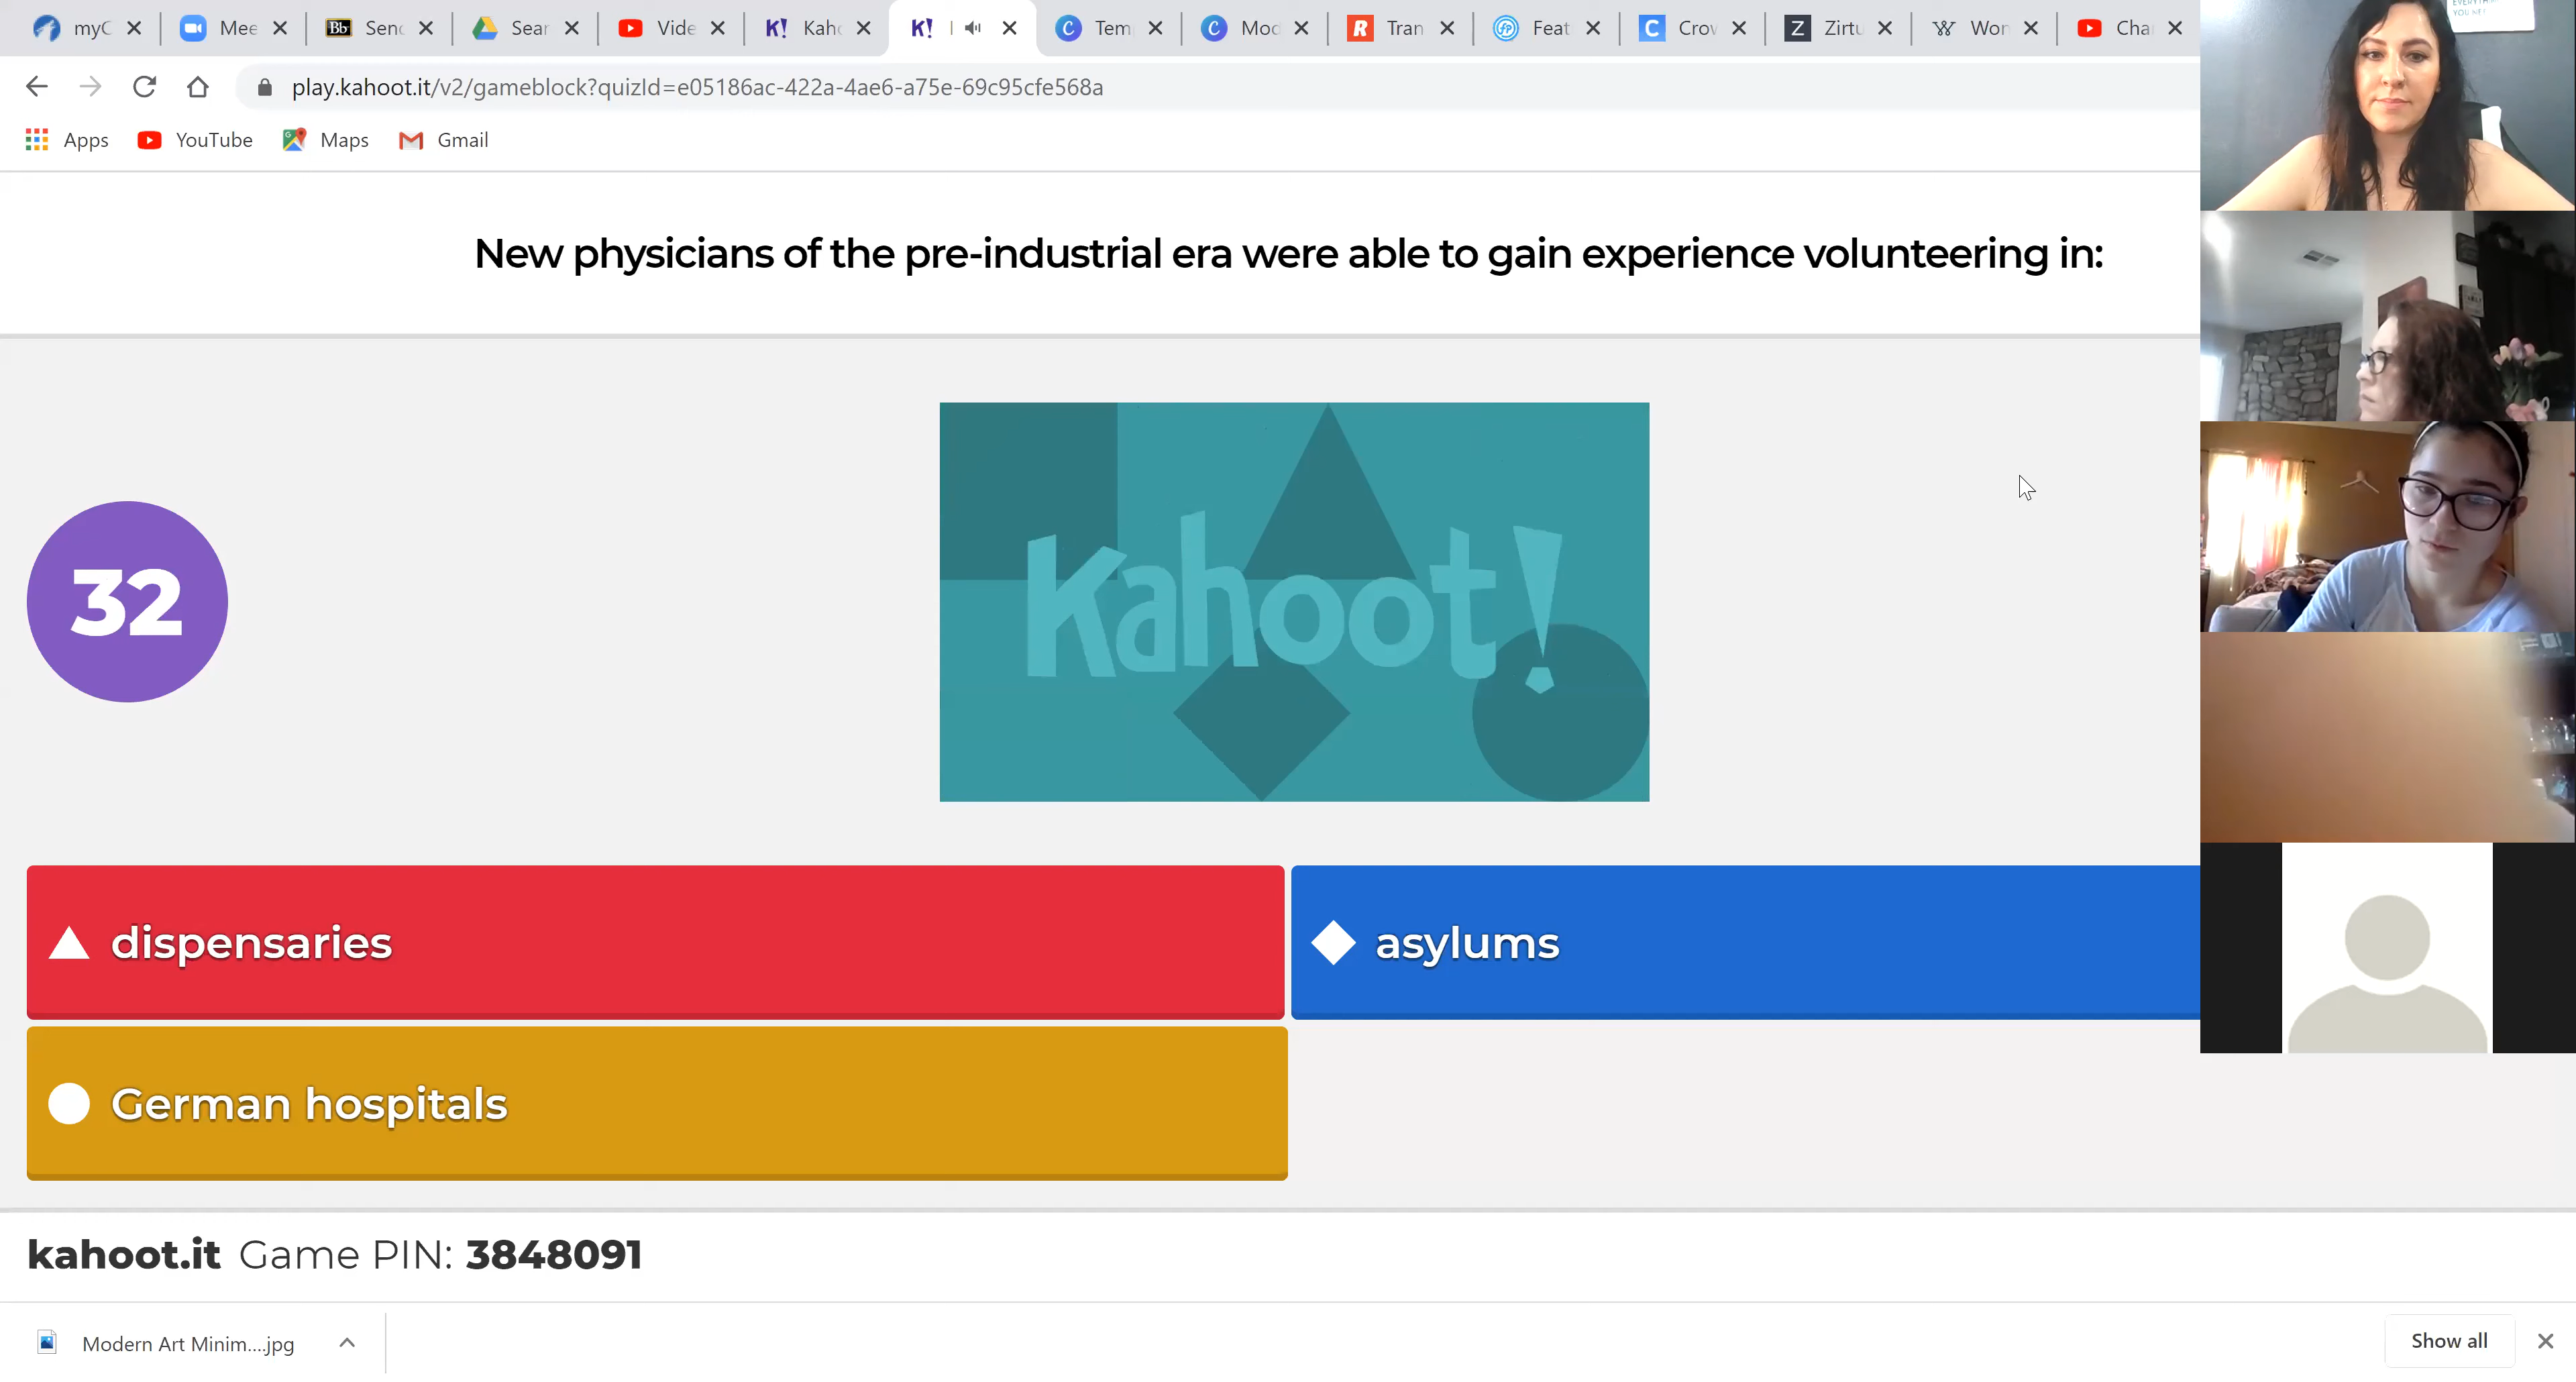 myC
Mee
Senc
Sear
Vide
Kaho
Tem
Moc
Tran
Feat
Crov
Zirtu
Won
Cha
play.kahoot.it/v2/gameblock?quizId=e05186ac-422a-4ae6-a75e-69c95cfe568a
Apps YouTube Maps Gmail
New physicians of the pre-industrial era were able to gain experience volunteering in:
32
Kahoot!
dispensaries
asylums
German hospitals
kahoot.it Game PIN: 3848091
Modern Art Minim....jpg
Show all